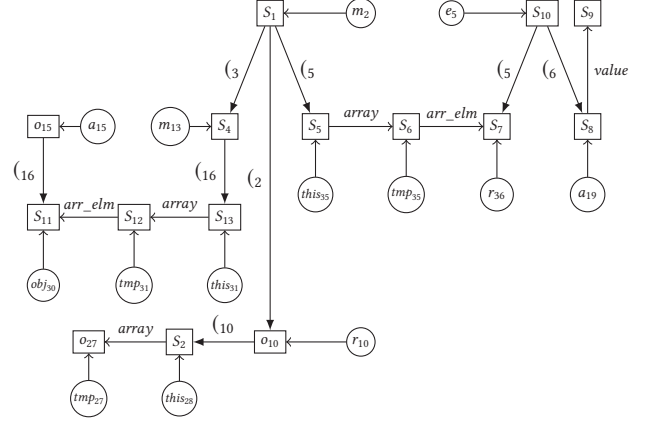 S₁ m₂ e₅ S₁₀ S₉
(₃ (₅ (₅ (₆ value
o₁₅ a₁₅ m₁₃ S₄ S₅ array S₆ arr_elm S₇ S₈
(₁₆ (₁₆ (₂
this₃₅ tmp₃₅ r₃₆ a₁₉
S₁₁ arr_elm S₁₂ array S₁₃
obj₃₀ tmp₃₁ this₃₁
o₂₇ array S₂ (₁₀ o₁₀ r₁₀
tmp₂₇ this₂₈